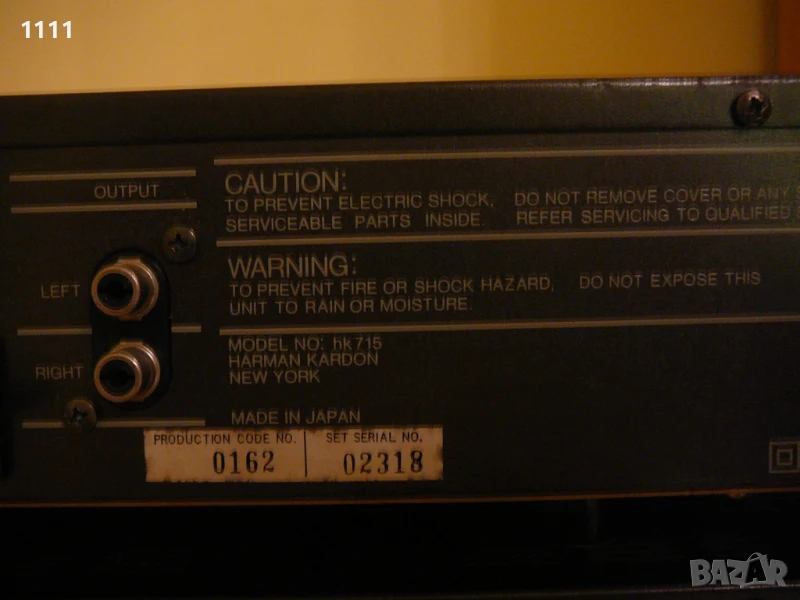 1111
OUTPUT
CAUTION:
TO PREVENT ELECTRIC SHOCK, DO NOT REMOVE COVER OR ANY
SERVICEABLE PARTS INSIDE. REFER SERVICING TO QUALIFIED
WARNING:
TO PREVENT FIRE OR SHOCK HAZARD, DO NOT EXPOSE THIS
UNIT TO RAIN OR MOISTURE.
LEFT
RIGHT
MODEL NO: hk715
HARMAN KARDON
NEW YORK
MADE IN JAPAN
PRODUCTION CODE NO. SET SERIAL NO.
0162 02318
BAZAR